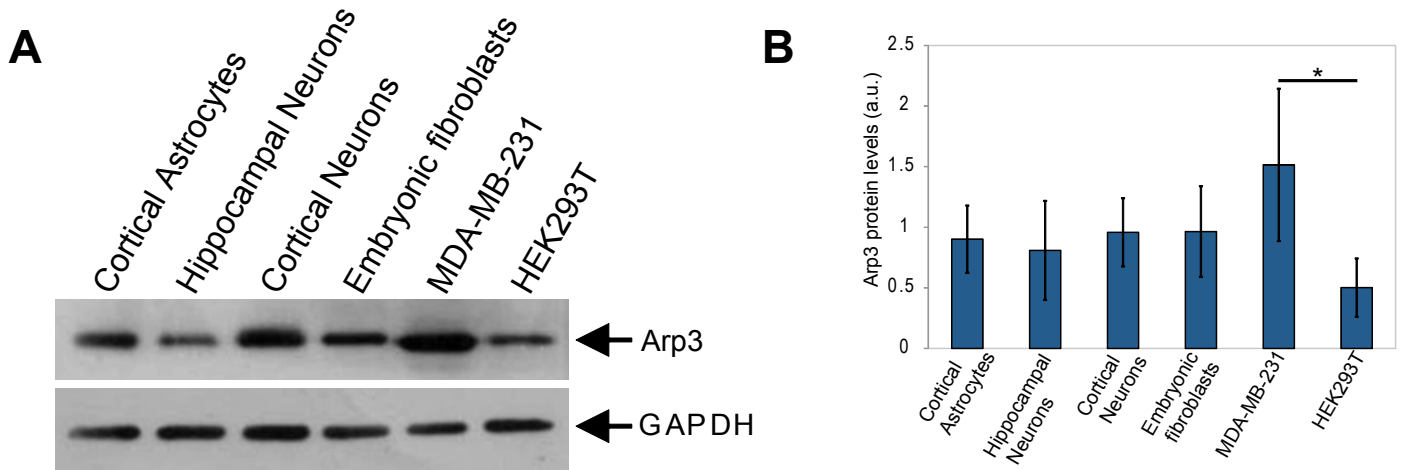 A
Cortical Astrocytes
Hippocampal Neurons
Cortical Neurons
Embryonic fibroblasts
MDA-MB-231
HEK293T
Arp3
GAPDH
B
Arp3 protein levels (a.u.)
2.5
2
1.5
1
0.5
0
*
Cortical
Astrocytes
Hippocampal
Neurons
Cortical
Neurons
Embryonic
fibroblasts
MDA-MB-231
HEK293T